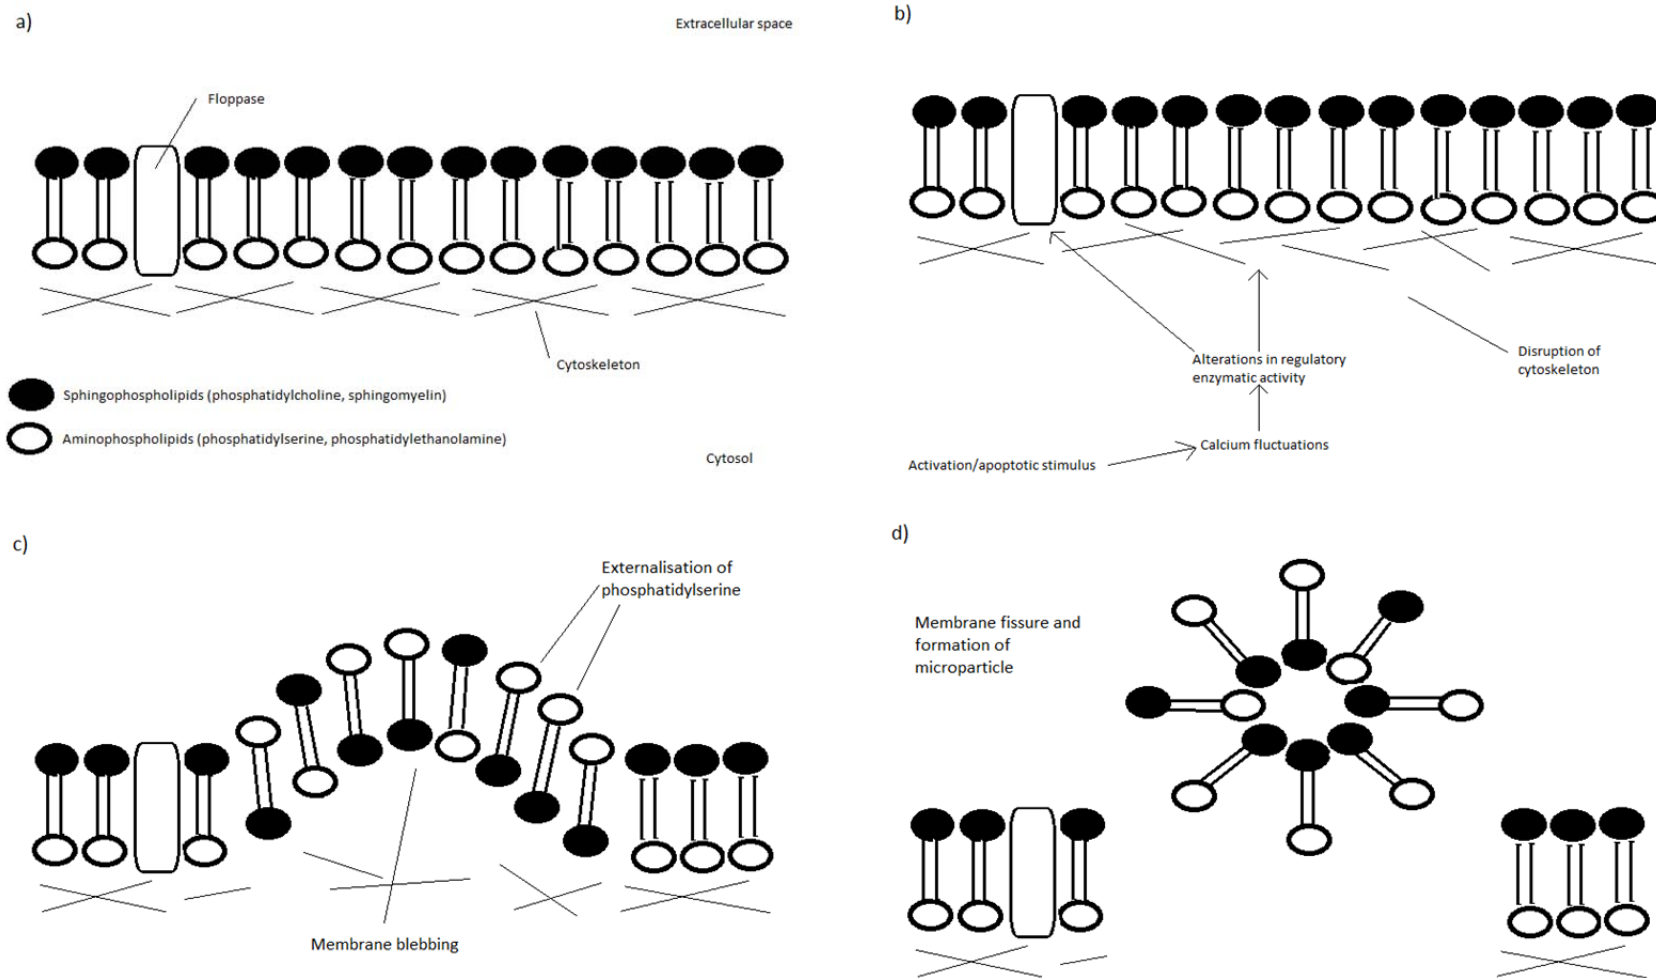 a)
Extracellular space
Floppase
Cytoskeleton
Sphingophospholipids (phosphatidylcholine, sphingomyelin)
Aminophospholipids (phosphatidylserine, phosphatidylethanolamine)
Cytosol
b)
Alterations in regulatory
enzymatic activity
Disruption of
cytoskeleton
Calcium fluctuations
Activation/apoptotic stimulus
c)
Externalisation of
phosphatidylserine
Membrane blebbing
d)
Membrane fissure and
formation of
microparticle